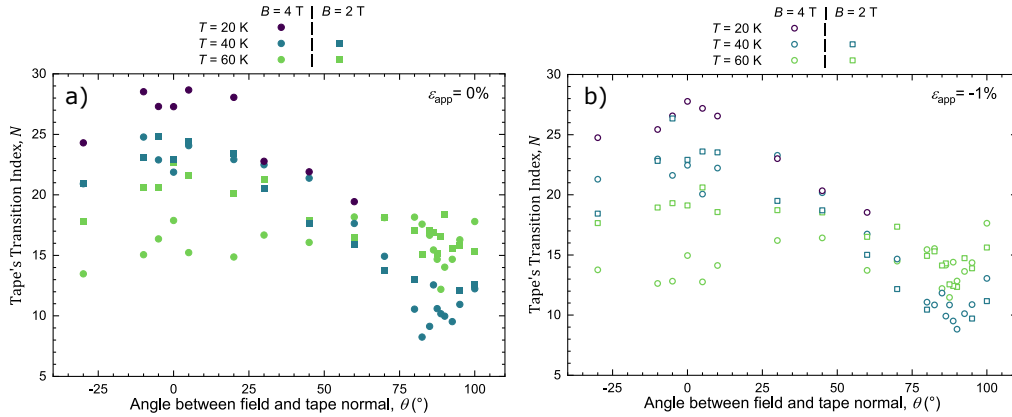 B = 4 T B = 2 T
T = 20 K
T = 40 K
T = 60 K
a)
εapp = 0%
30
25
20
15
10
5
Tape's Transition Index, N
-25 0 25 50 75 100
Angle between field and tape normal, θ (°)
B = 4 T B = 2 T
T = 20 K
T = 40 K
T = 60 K
b)
εapp = -1%
30
25
20
15
10
5
Tape's Transition Index, N
-25 0 25 50 75 100
Angle between field and tape normal, θ (°)